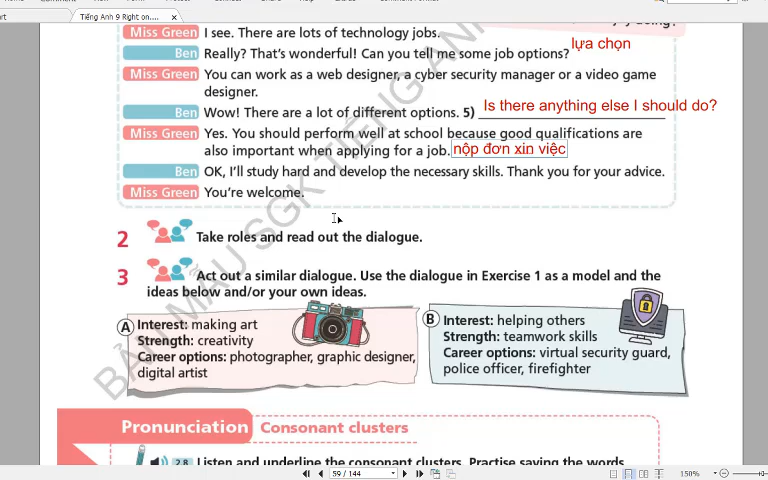 Tiếng Anh 9 Right on... ×
Miss Green I see. There are lots of technology jobs.
Ben Really? That's wonderful! Can you tell me some job options?
lựa chọn
Miss Green You can work as a web designer, a cyber security manager or a video game
designer.
Is there anything else I should do?
Ben Wow! There are a lot of different options. 5)
Miss Green Yes. You should perform well at school because good qualifications are
also important when applying for a job. nộp đơn xin việc
Ben OK, I'll study hard and develop the necessary skills. Thank you for your advice.
Miss Green You're welcome.
BẢN MẪU SGK TIẾNG ANH
2 Take roles and read out the dialogue.
3 Act out a similar dialogue. Use the dialogue in Exercise 1 as a model and the
ideas below and/or your own ideas.
A Interest: making art
Strength: creativity
Career options: photographer, graphic designer,
digital artist
B Interest: helping others
Strength: teamwork skills
Career options: virtual security guard,
police officer, firefighter
Pronunciation Consonant clusters
2.8 Listen and underline the consonant clusters. Practise saying the words.
59 / 144
150%